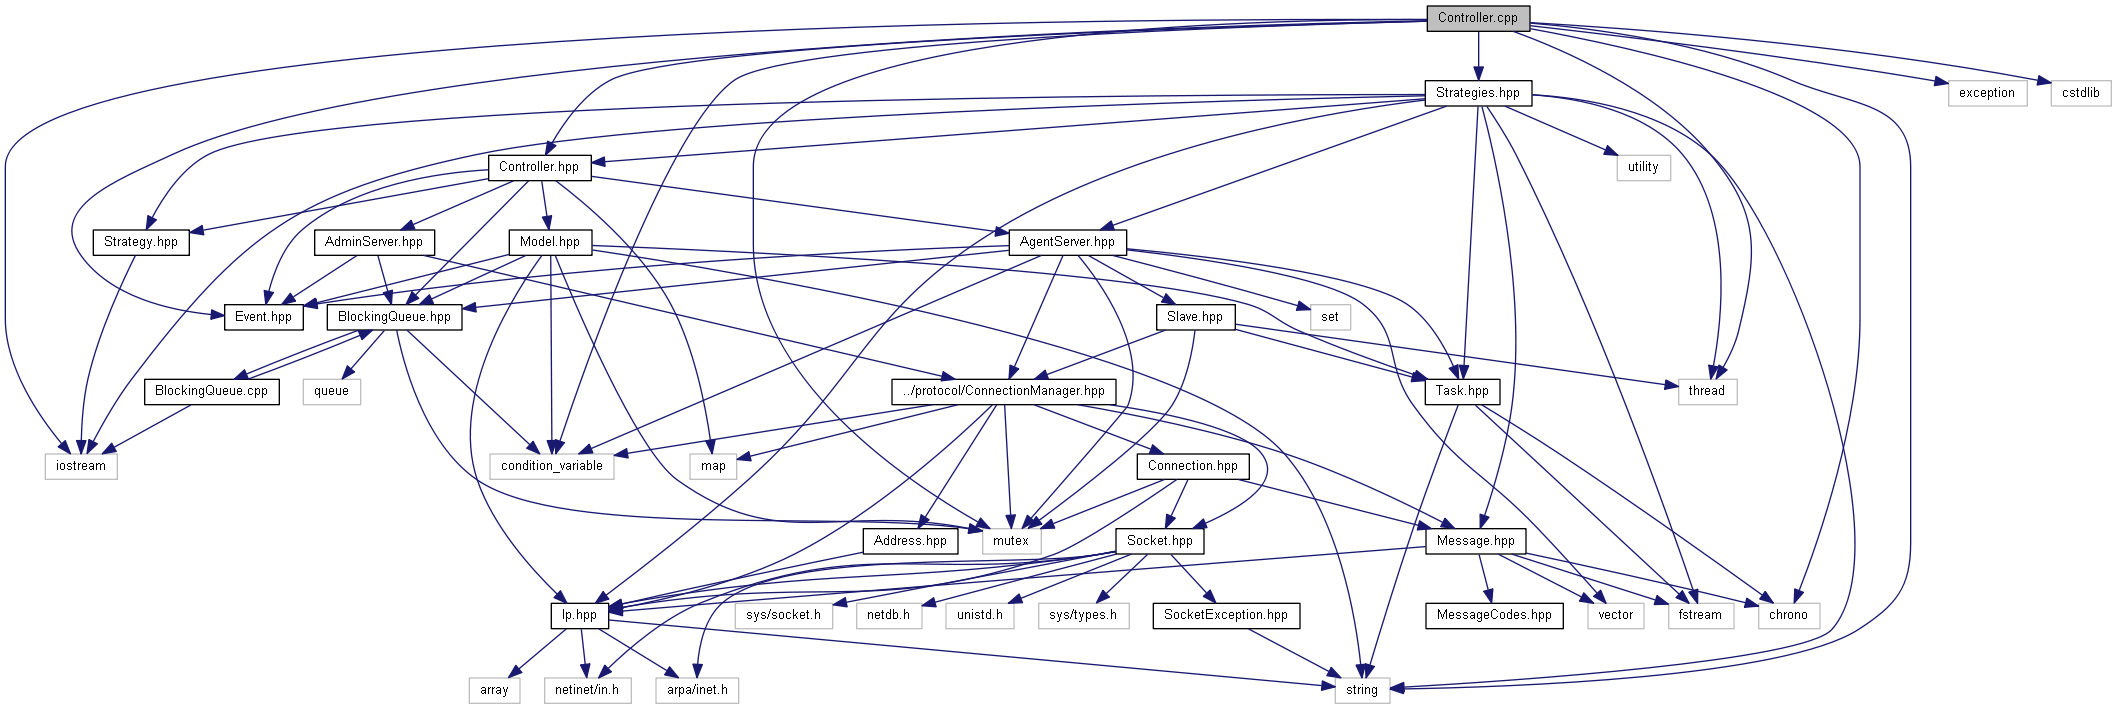 Controller.cpp
Strategies.hpp
exception
cstdlib
Controller.hpp
utility
Strategy.hpp
AdminServer.hpp
Model.hpp
AgentServer.hpp
Event.hpp
BlockingQueue.hpp
Slave.hpp
set
BlockingQueue.cpp
queue
../protocol/ConnectionManager.hpp
Task.hpp
thread
iostream
condition_variable
map
Connection.hpp
mutex
Address.hpp
Socket.hpp
Message.hpp
Ip.hpp
sys/socket.h
netdb.h
unistd.h
sys/types.h
SocketException.hpp
MessageCodes.hpp
vector
fstream
chrono
array
netinet/in.h
arpa/inet.h
string